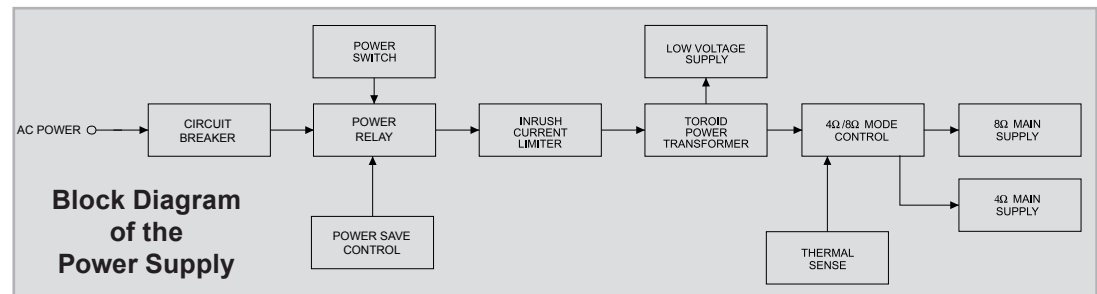 POWER
SWITCH
LOW VOLTAGE
SUPPLY
AC POWER
CIRCUIT
BREAKER
POWER
RELAY
INRUSH
CURRENT
LIMITER
TOROID
POWER
TRANSFORMER
4Ω/8Ω MODE
CONTROL
8Ω MAIN
SUPPLY
4Ω MAIN
SUPPLY
POWER SAVE
CONTROL
THERMAL
SENSE
Block Diagram
of the
Power Supply